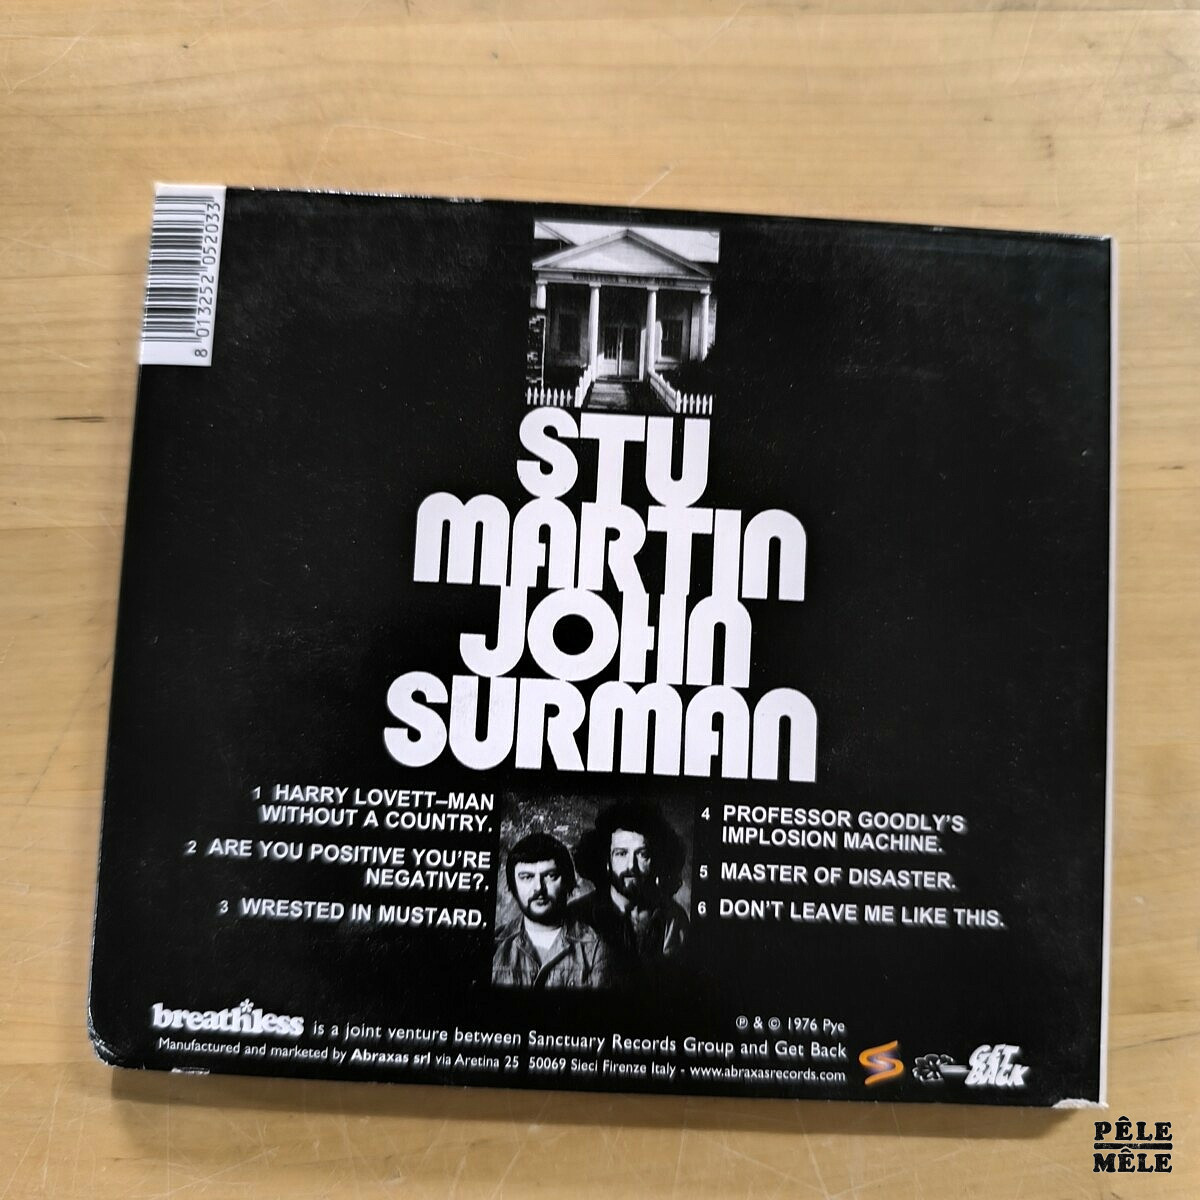 8 013252 052033
STU
MARTIN
JOHN
SURMAN
1 HARRY LOVETT–MAN
WITHOUT A COUNTRY.
2 ARE YOU POSITIVE YOU'RE
NEGATIVE?.
3 WRESTED IN MUSTARD.
4 PROFESSOR GOODLY'S
IMPLOSION MACHINE.
5 MASTER OF DISASTER.
6 DON'T LEAVE ME LIKE THIS.
℗ & © 1976 Pye
breathless is a joint venture between Sanctuary Records Group and Get Back
Manufactured and marketed by Abraxas srl via Aretina 25 50069 Sieci Firenze Italy - www.abraxasrecords.com
GET
BACK
PÊLE
MÊLE